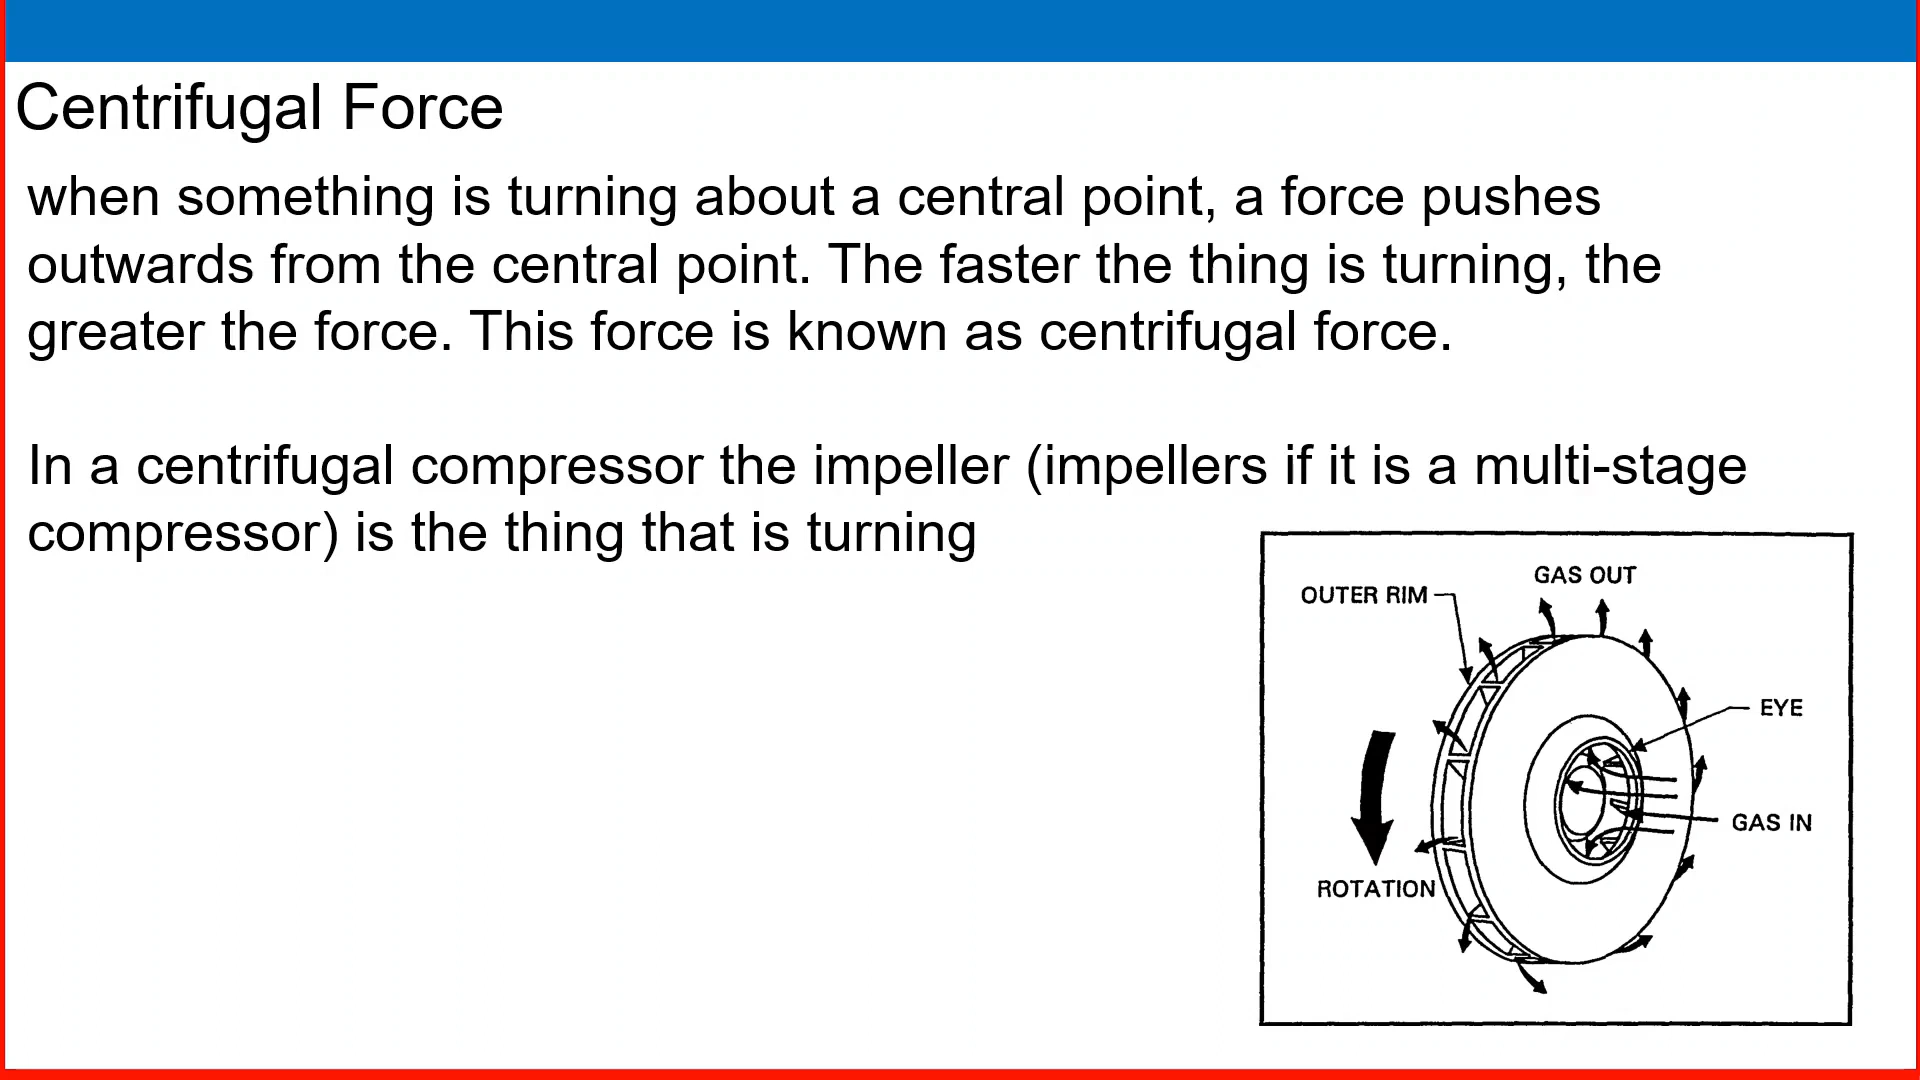 Centrifugal Force
when something is turning about a central point, a force pushes
outwards from the central point. The faster the thing is turning, the
greater the force. This force is known as centrifugal force.
In a centrifugal compressor the impeller (impellers if it is a multi-stage
compressor) is the thing that is turning
GAS OUT
OUTER RIM
EYE
GAS IN
ROTATION